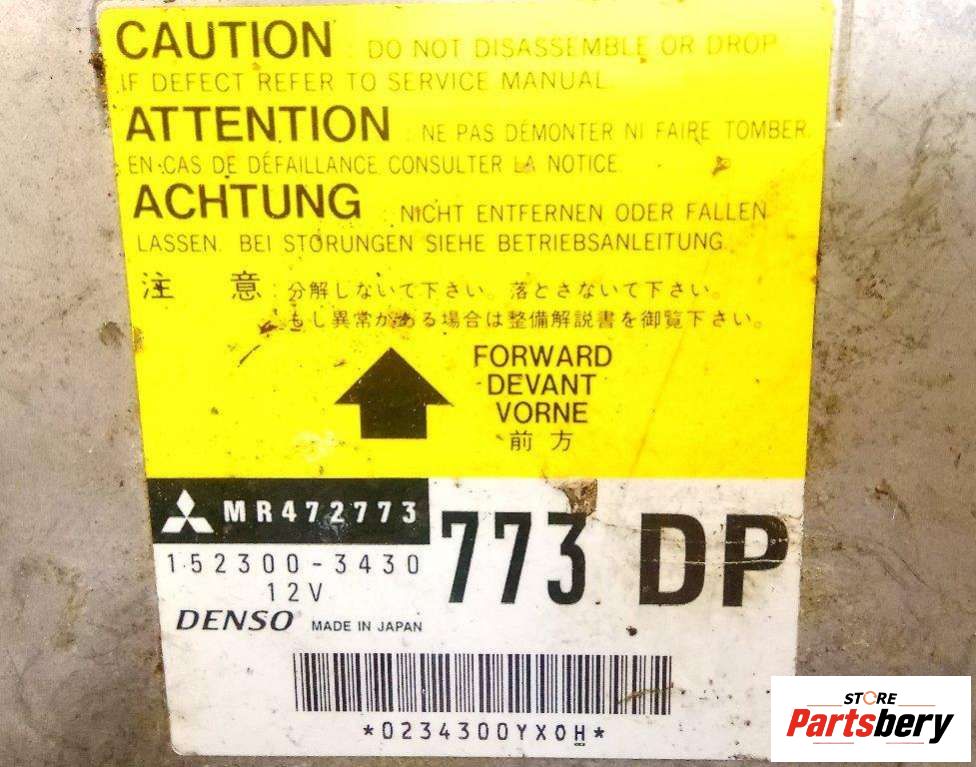 CAUTION : DO NOT DISASSEMBLE OR DROP
IF DEFECT REFER TO SERVICE MANUAL.
ATTENTION : NE PAS DÉMONTER NI FAIRE TOMBER.
EN CAS DE DÉFAILLANCE CONSULTER LA NOTICE.
ACHTUNG : NICHT ENTFERNEN ODER FALLEN
LASSEN. BEI STÖRUNGEN SIEHE BETRIEBSANLEITUNG.
注 意 : 分解しないで下さい。落とさないで下さい。
もし異常がある場合は整備解説書を御覧下さい。
FORWARD
DEVANT
VORNE
前 方
MR472773
152300-3430
12V
773 DP
DENSO MADE IN JAPAN
*0234300YX0H*
STORE
Partsbery